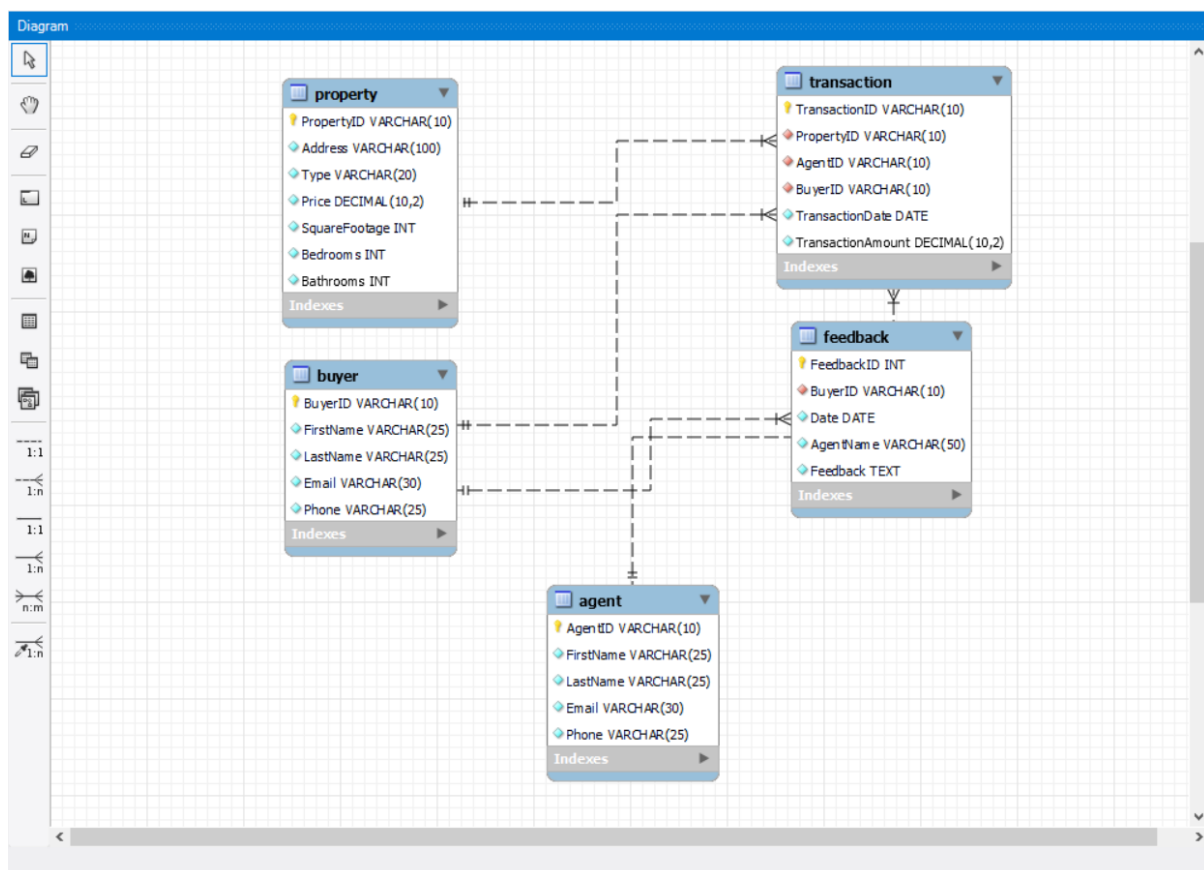 Diagram
property
PropertyID VARCHAR(10)
Address VARCHAR(100)
Type VARCHAR(20)
Price DECIMAL(10,2)
SquareFootage INT
Bedrooms INT
Bathrooms INT
Indexes
transaction
TransactionID VARCHAR(10)
PropertyID VARCHAR(10)
AgentID VARCHAR(10)
BuyerID VARCHAR(10)
TransactionDate DATE
TransactionAmount DECIMAL(10,2)
Indexes
buyer
BuyerID VARCHAR(10)
FirstName VARCHAR(25)
LastName VARCHAR(25)
Email VARCHAR(30)
Phone VARCHAR(25)
Indexes
feedback
FeedbackID INT
BuyerID VARCHAR(10)
Date DATE
AgentName VARCHAR(50)
Feedback TEXT
Indexes
agent
AgentID VARCHAR(10)
FirstName VARCHAR(25)
LastName VARCHAR(25)
Email VARCHAR(30)
Phone VARCHAR(25)
Indexes
1:1
1:n
1:1
1:n
n:m
1:n